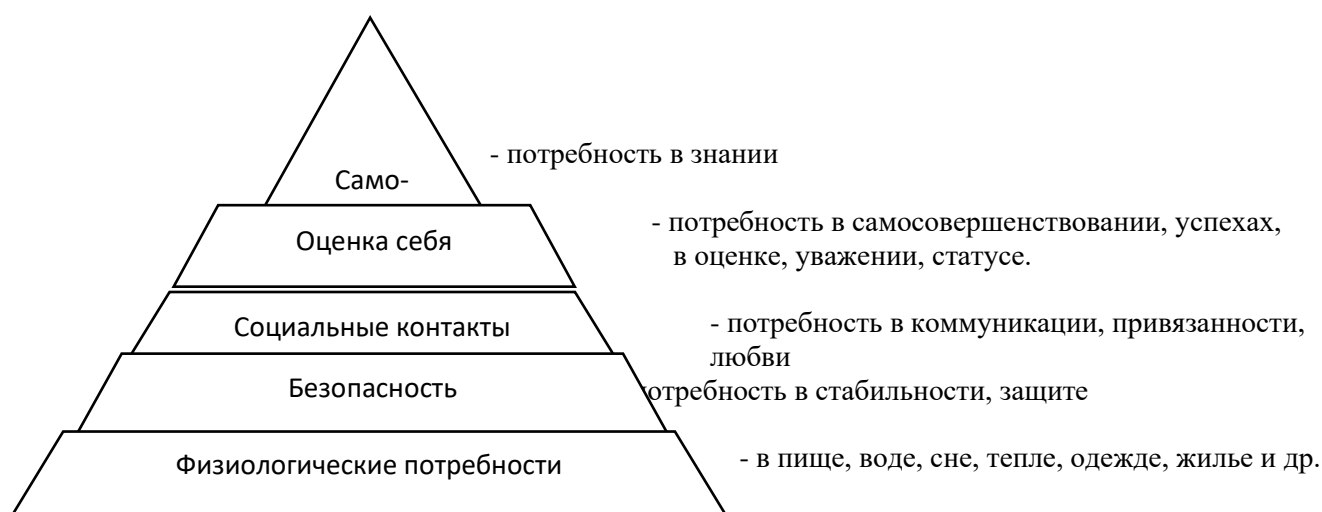 - потребность в знании
Само-
- потребность в самосовершенствовании, успехах,
в оценке, уважении, статусе.
Оценка себя
Социальные контакты
- потребность в коммуникации, привязанности,
любви
Безопасность
отребность в стабильности, защите
Физиологические потребности
- в пище, воде, сне, тепле, одежде, жилье и др.